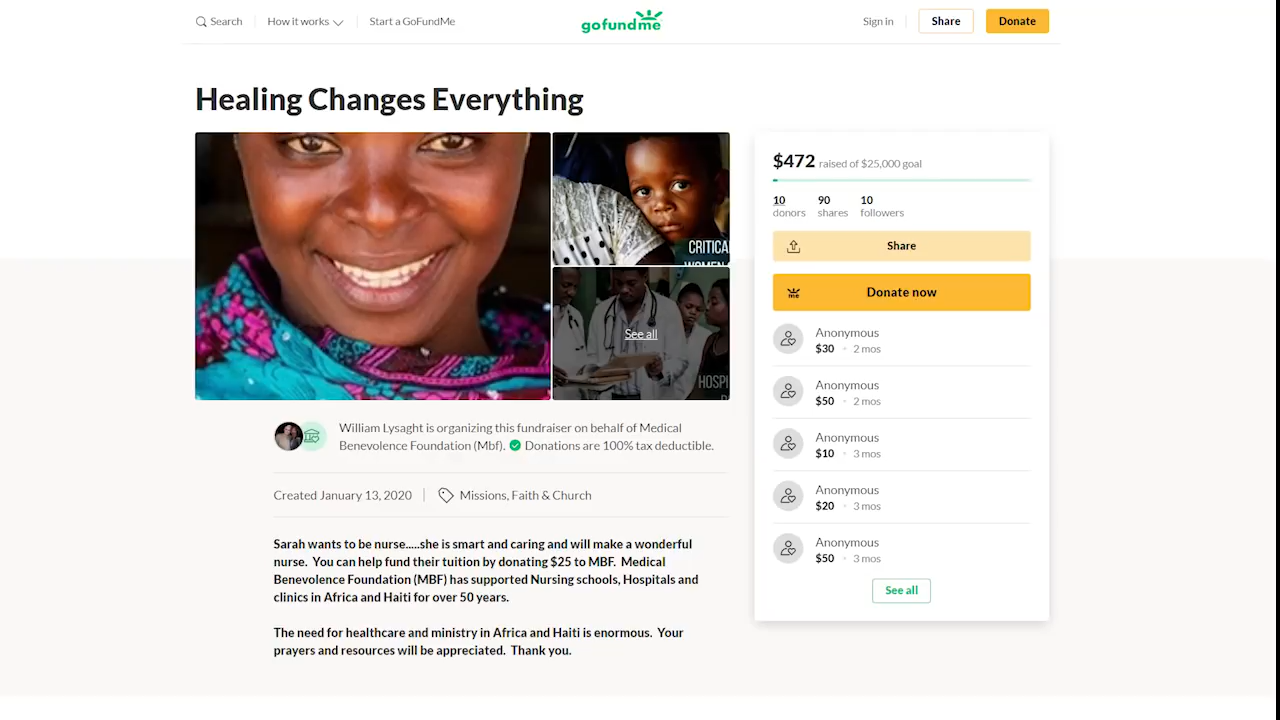 Search
How it works
Start a GoFundMe
gofundme
Sign in
Share
Donate
Healing Changes Everything
CRITICA
See all
HOSPI
$472 raised of $25,000 goal
10 donors
90 shares
10 followers
Share
Donate now
Anonymous
$30 • 2 mos
Anonymous
$50 • 2 mos
Anonymous
$10 • 3 mos
Anonymous
$20 • 3 mos
Anonymous
$50 • 3 mos
See all
William Lysaght is organizing this fundraiser on behalf of Medical
Benevolence Foundation (Mbf). Donations are 100% tax deductible.
Created January 13, 2020
Missions, Faith & Church
Sarah wants to be nurse.....she is smart and caring and will make a wonderful
nurse. You can help fund their tuition by donating $25 to MBF. Medical
Benevolence Foundation (MBF) has supported Nursing schools, Hospitals and
clinics in Africa and Haiti for over 50 years.
The need for healthcare and ministry in Africa and Haiti is enormous. Your
prayers and resources will be appreciated. Thank you.